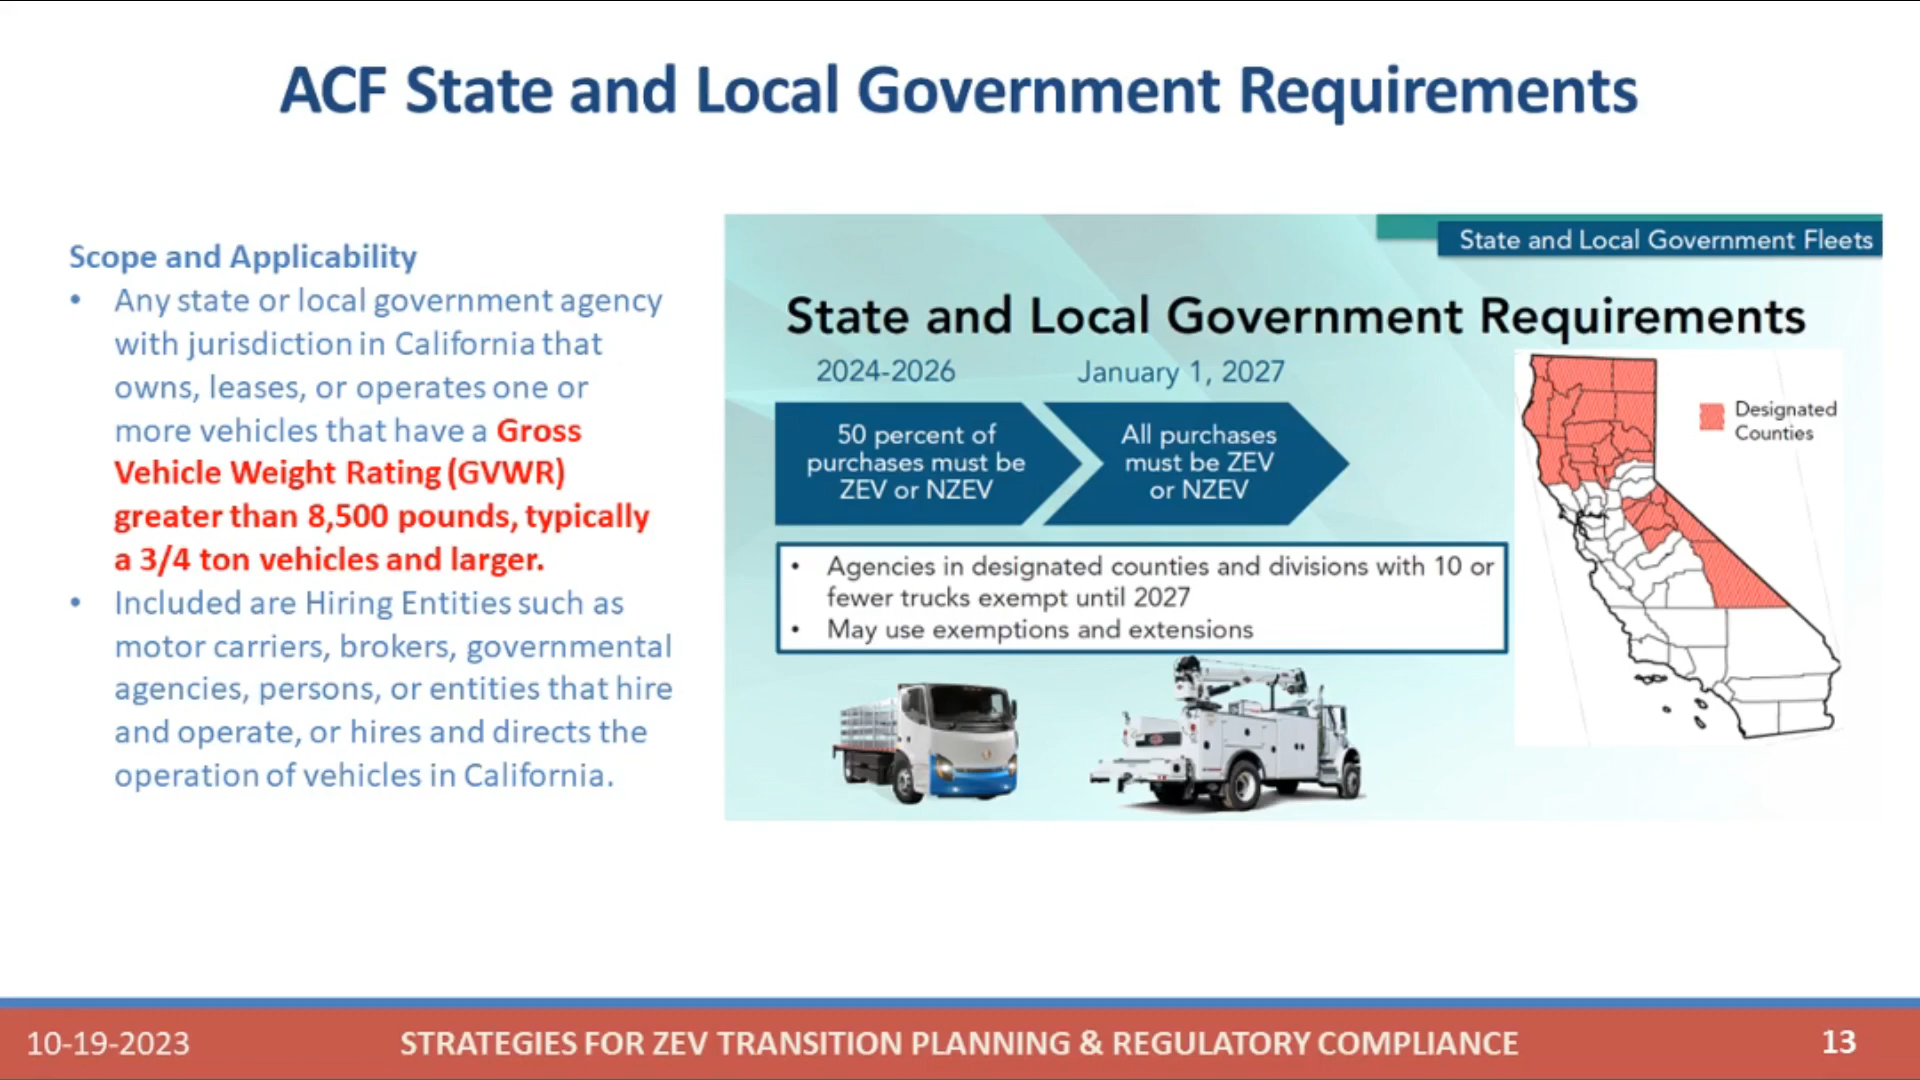 ACF State and Local Government Requirements
Scope and Applicability
• Any state or local government agency
with jurisdiction in California that
owns, leases, or operates one or
more vehicles that have a Gross
Vehicle Weight Rating (GVWR)
greater than 8,500 pounds, typically
a 3/4 ton vehicles and larger.
• Included are Hiring Entities such as
motor carriers, brokers, governmental
agencies, persons, or entities that hire
and operate, or hires and directs the
operation of vehicles in California.
State and Local Government Fleets
State and Local Government Requirements
2024-2026
January 1, 2027
50 percent of
purchases must be
ZEV or NZEV
All purchases
must be ZEV
or NZEV
Designated
Counties
• Agencies in designated counties and divisions with 10 or
fewer trucks exempt until 2027
• May use exemptions and extensions
10-19-2023
STRATEGIES FOR ZEV TRANSITION PLANNING & REGULATORY COMPLIANCE
13